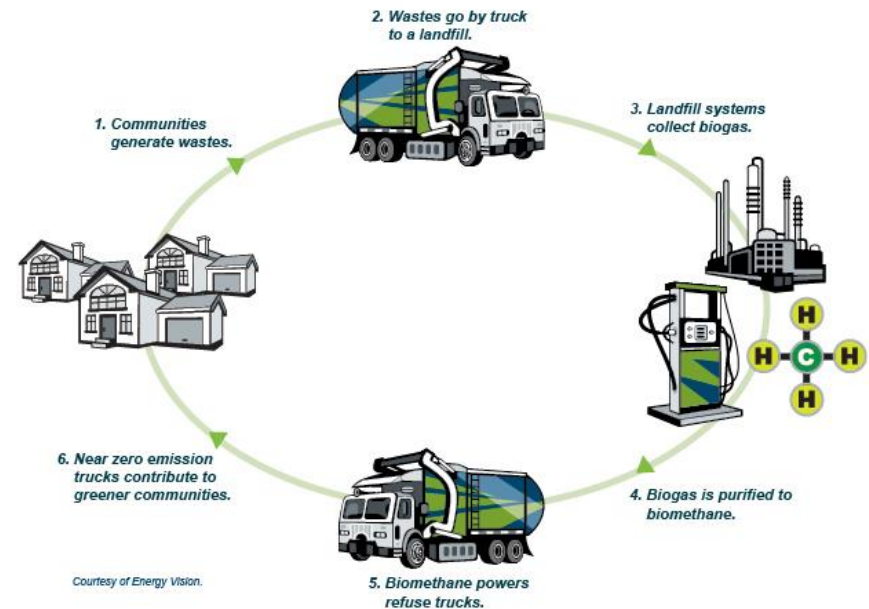 1. Communities
generate wastes.
2. Wastes go by truck
to a landfill.
3. Landfill systems
collect biogas.
H
H C H
H
4. Biogas is purified to
biomethane.
5. Biomethane powers
refuse trucks.
6. Near zero emission
trucks contribute to
greener communities.
Courtesy of Energy Vision.